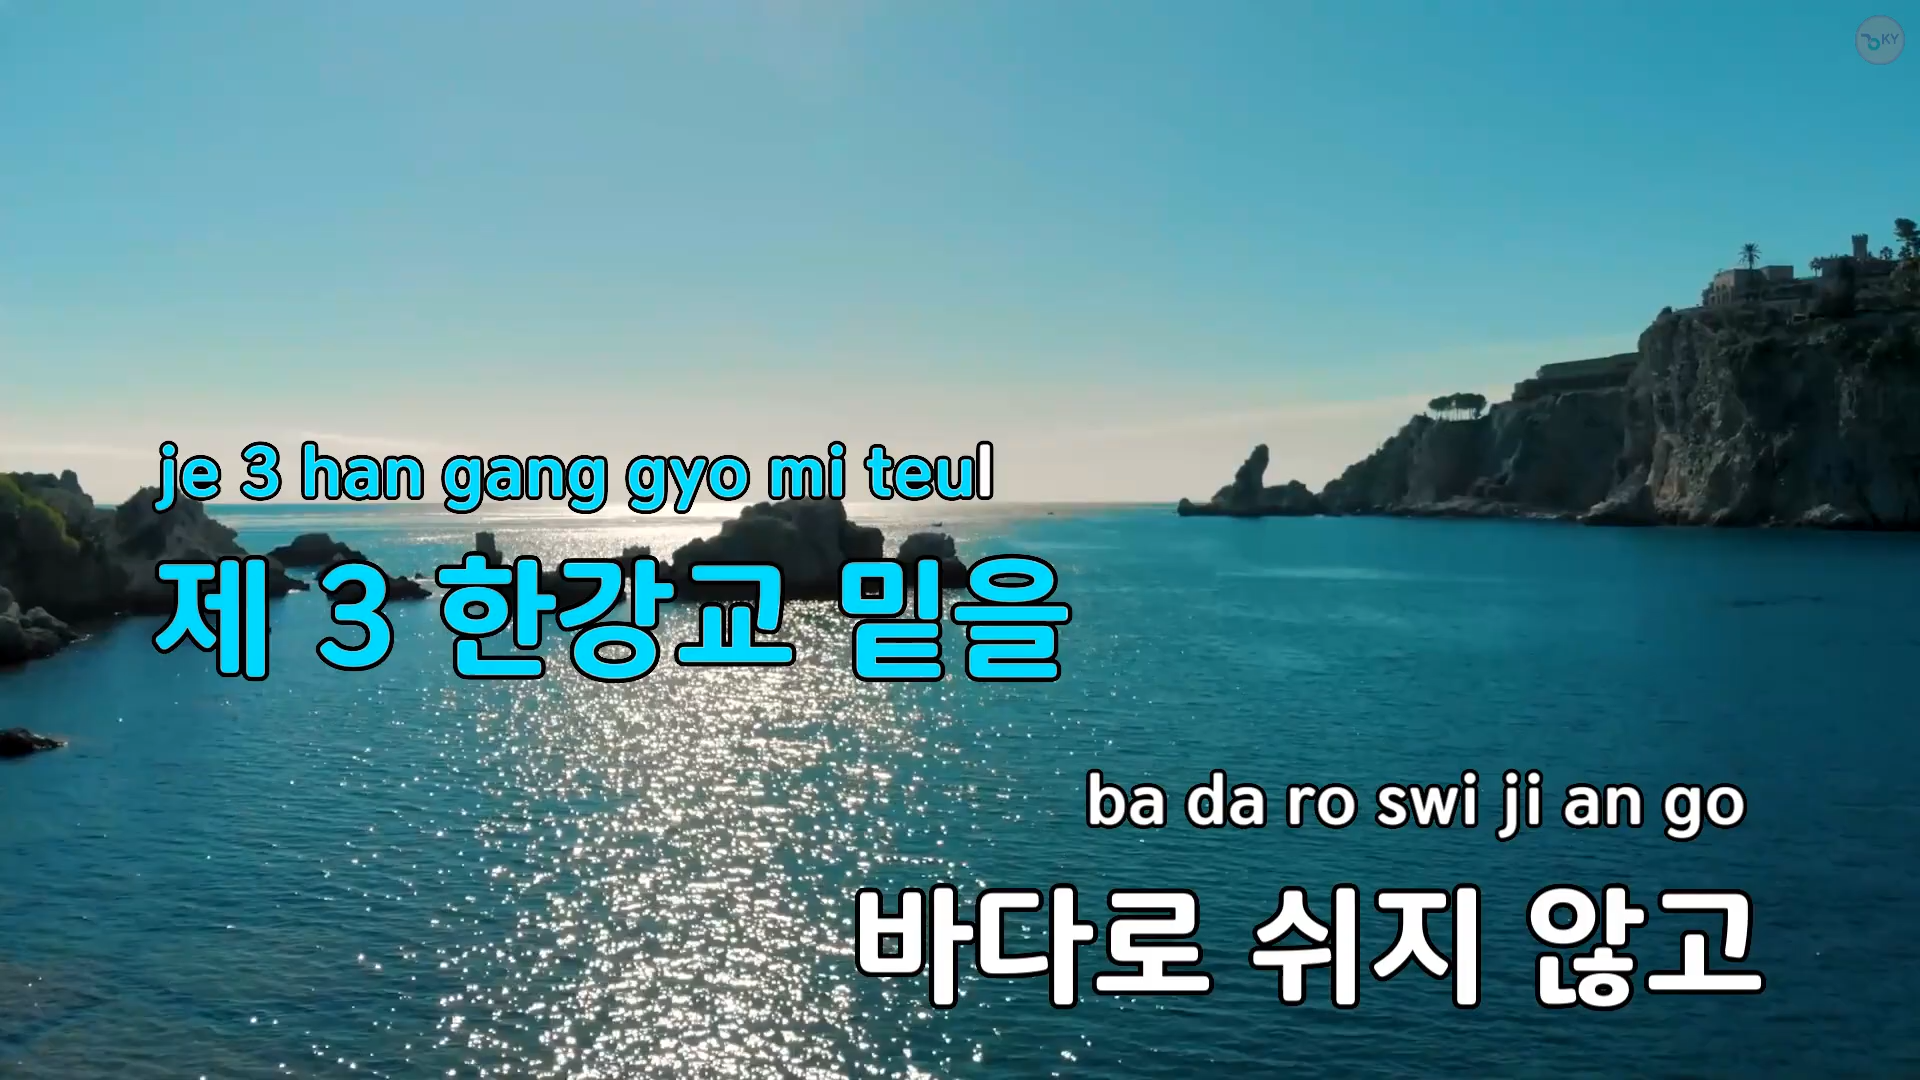 KY
je 3 han gang gyo mi teul
제 3 한강교 밑을
ba da ro swi ji an go
바다로 쉬지 않고